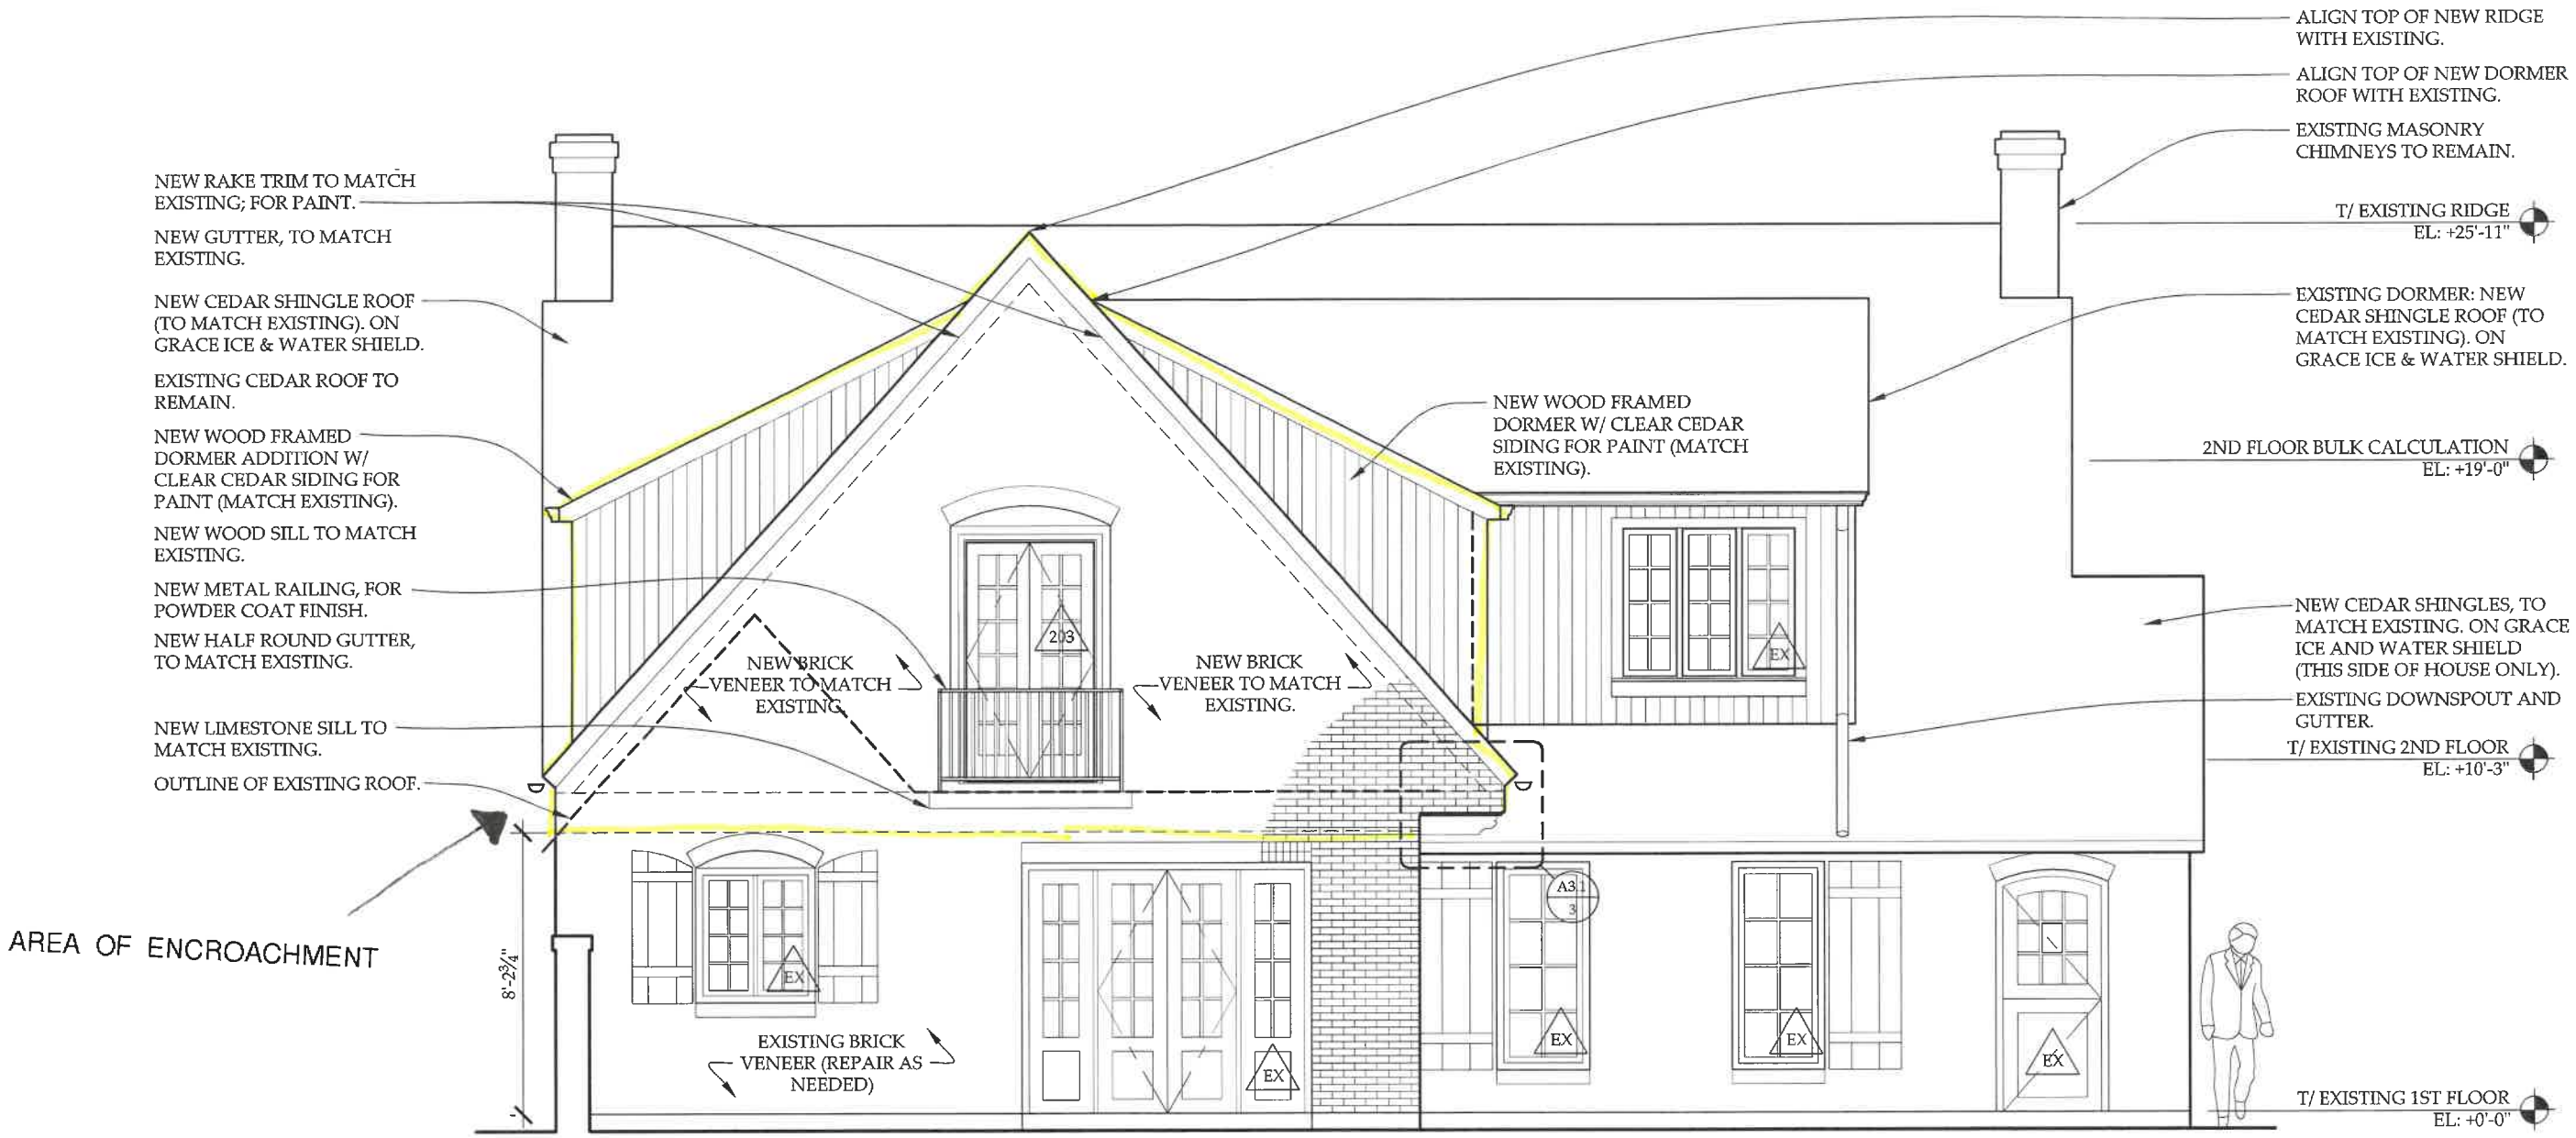 ALIGN TOP OF NEW RIDGE
WITH EXISTING.
ALIGN TOP OF NEW DORMER
ROOF WITH EXISTING.
EXISTING MASONRY
CHIMNEYS TO REMAIN.
T/ EXISTING RIDGE
EL: +25'-11"
EXISTING DORMER: NEW
CEDAR SHINGLE ROOF (TO
MATCH EXISTING). ON
GRACE ICE & WATER SHIELD.
2ND FLOOR BULK CALCULATION
EL: +19'-0"
NEW CEDAR SHINGLES, TO
MATCH EXISTING. ON GRACE
ICE AND WATER SHIELD
(THIS SIDE OF HOUSE ONLY).
EXISTING DOWNSPOUT AND
GUTTER.
T/ EXISTING 2ND FLOOR
EL: +10'-3"
T/ EXISTING 1ST FLOOR
EL: +0'-0"
NEW RAKE TRIM TO MATCH
EXISTING; FOR PAINT.
NEW GUTTER, TO MATCH
EXISTING.
NEW CEDAR SHINGLE ROOF
(TO MATCH EXISTING). ON
GRACE ICE & WATER SHIELD.
EXISTING CEDAR ROOF TO
REMAIN.
NEW WOOD FRAMED
DORMER ADDITION W/
CLEAR CEDAR SIDING FOR
PAINT (MATCH EXISTING).
NEW WOOD SILL TO MATCH
EXISTING.
NEW METAL RAILING, FOR
POWDER COAT FINISH.
NEW HALF ROUND GUTTER,
TO MATCH EXISTING.
NEW LIMESTONE SILL TO
MATCH EXISTING.
OUTLINE OF EXISTING ROOF.
AREA OF ENCROACHMENT
8'-2¾"
NEW WOOD FRAMED
DORMER W/ CLEAR CEDAR
SIDING FOR PAINT (MATCH
EXISTING).
203
NEW BRICK
VENEER TO MATCH
EXISTING.
NEW BRICK
VENEER TO MATCH
EXISTING.
EX
A3.1
3
EX
EXISTING BRICK
VENEER (REPAIR AS
NEEDED)
EX
EX
EX
EX